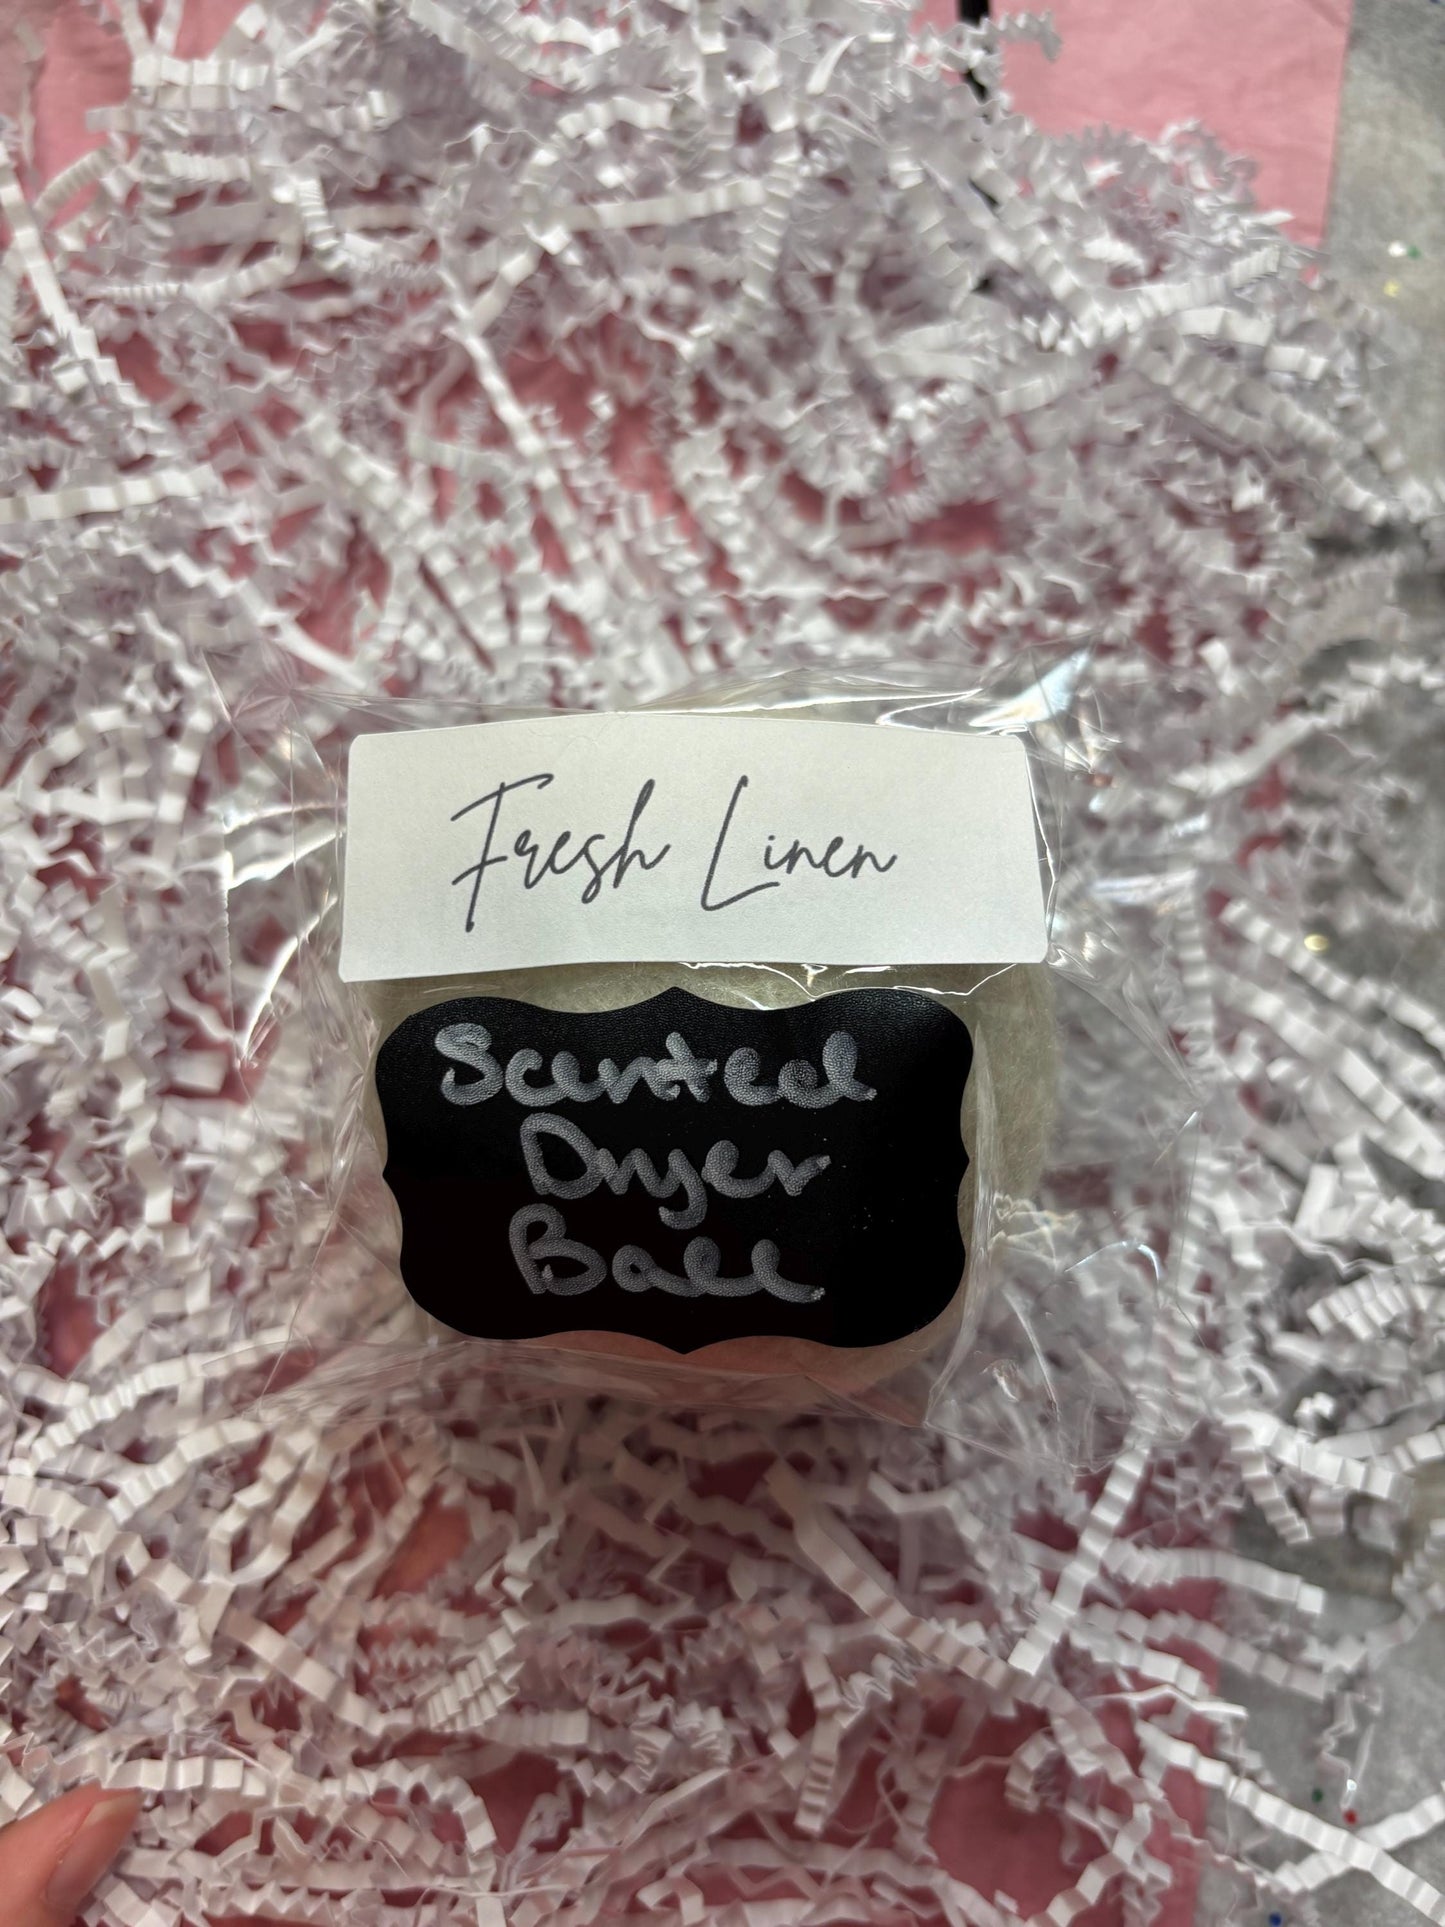 Fresh Linen
Scented
Dryer
Ball